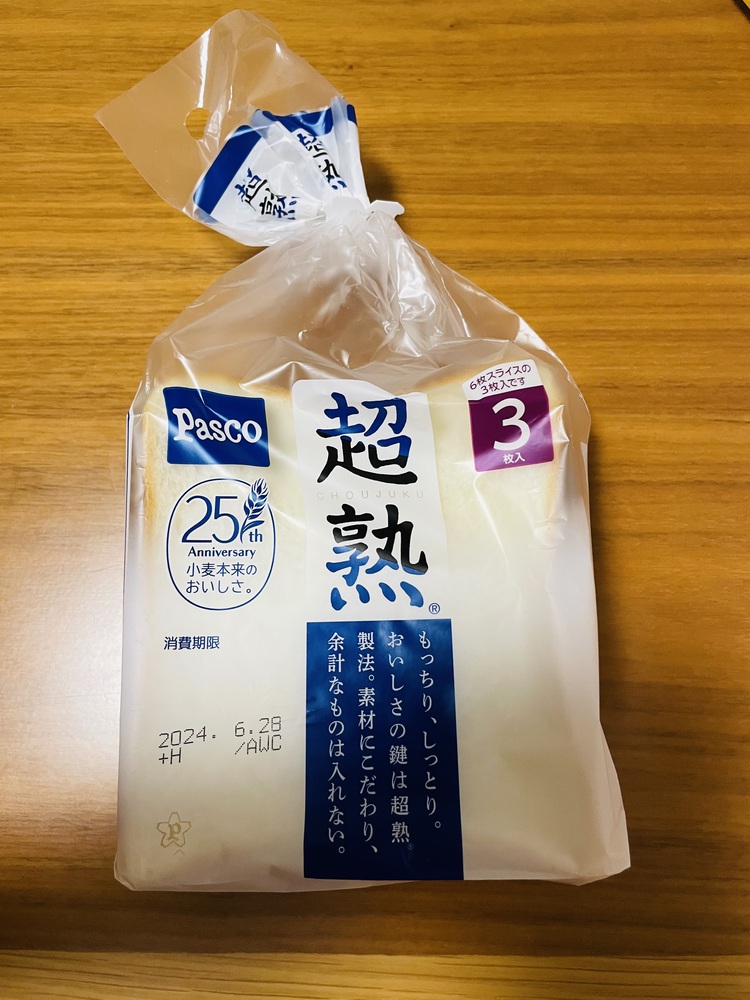 超熟
超熟
Pasco
25th
Anniversary
小麦本来の
おいしさ。
超熟
CHOUJUKU
®
6枚スライスの
3枚入です
3
枚入
消費期限
2024. 6.28
+H /AWC
もっちり、しっとり。
おいしさの鍵は超熟®
製法。素材にこだわり、
余計なものは入れない。
P